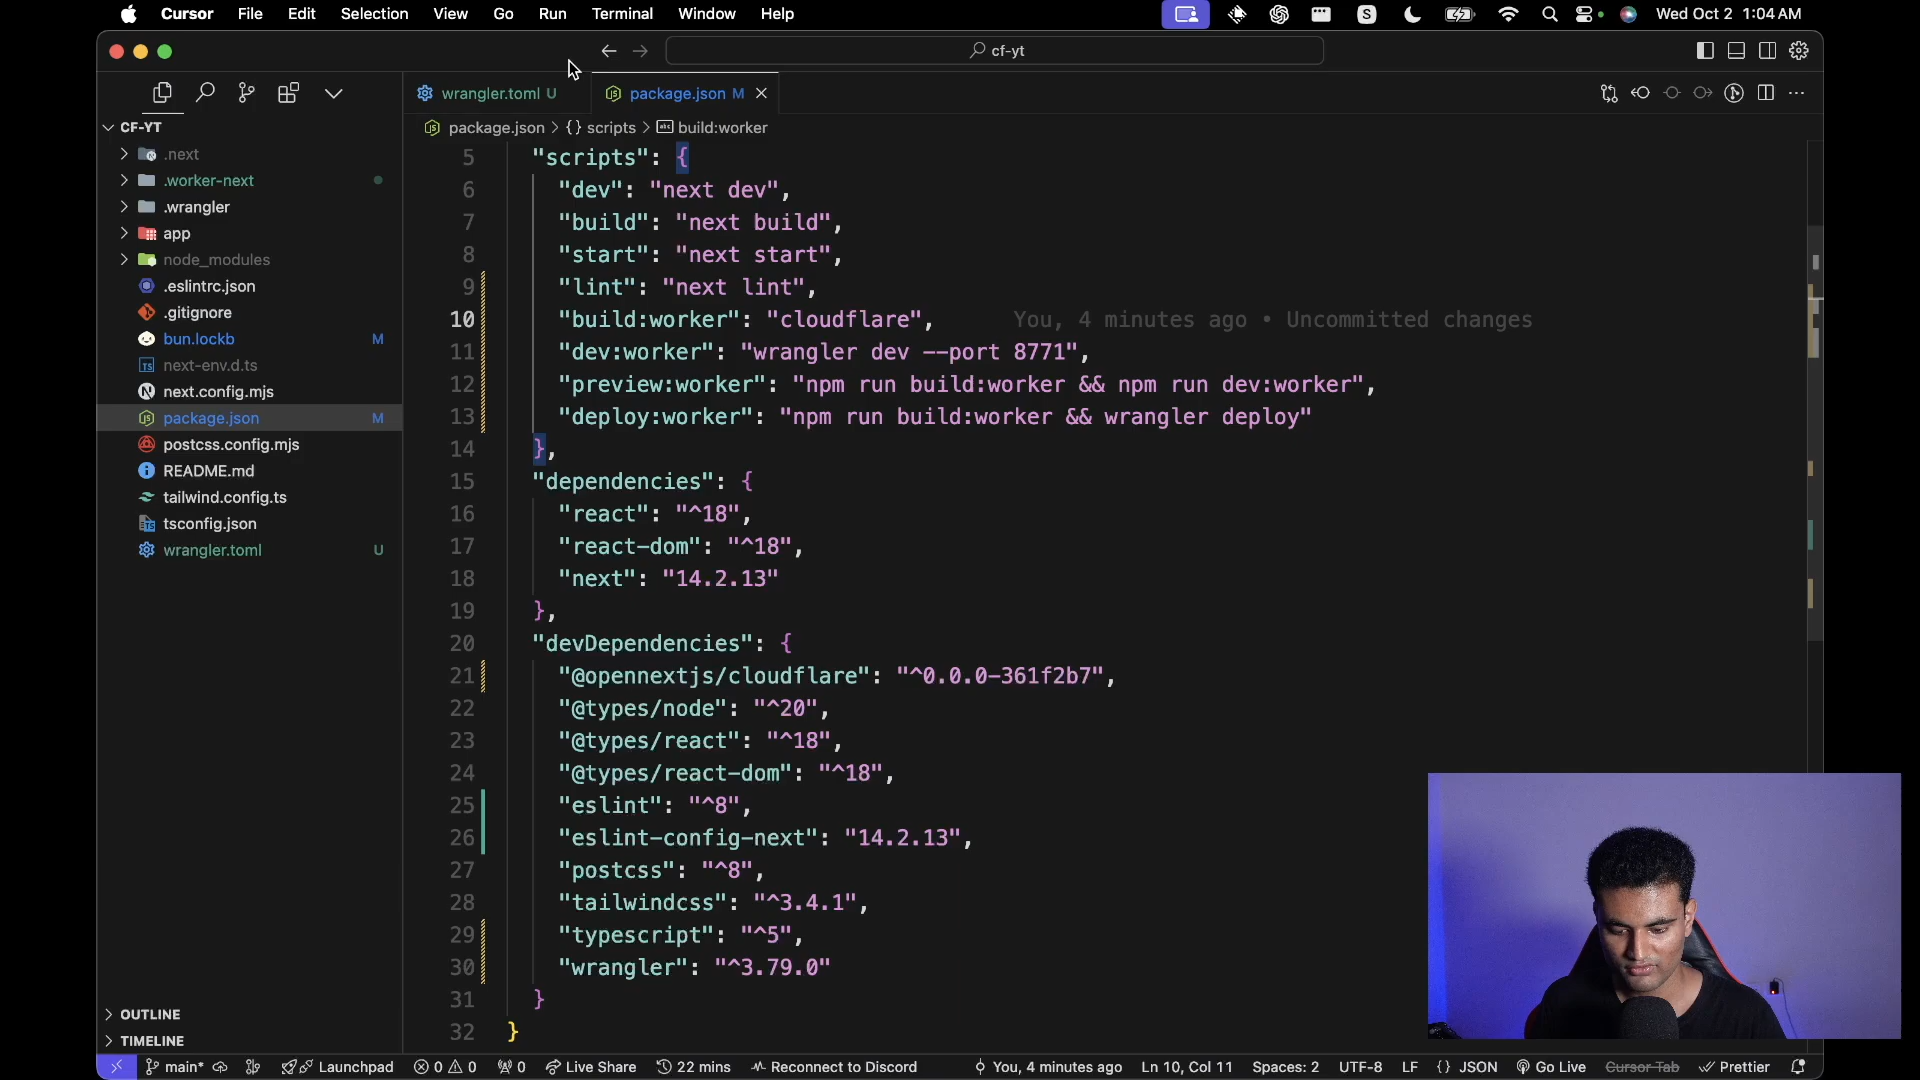 Cursor File Edit Selection View Go Run Terminal Window Help
S
Wed Oct 2 1:04 AM
cf-yt
wrangler.toml U
package.json M
CF-YT
package.json > {} scripts > abc build:worker
.next
.worker-next
.wrangler
app
node_modules
.eslintrc.json
.gitignore
bun.lockb M
next-env.d.ts
next.config.mjs
package.json M
postcss.config.mjs
README.md
tailwind.config.ts
tsconfig.json
wrangler.toml U
5 "scripts": {
6 "dev": "next dev",
7 "build": "next build",
8 "start": "next start",
9 "lint": "next lint",
10 "build:worker": "cloudflare", You, 4 minutes ago • Uncommitted changes
11 "dev:worker": "wrangler dev --port 8771",
12 "preview:worker": "npm run build:worker && npm run dev:worker",
13 "deploy:worker": "npm run build:worker && wrangler deploy"
14 },
15 "dependencies": {
16 "react": "^18",
17 "react-dom": "^18",
18 "next": "14.2.13"
19 },
20 "devDependencies": {
21 "@opennextjs/cloudflare": "^0.0.0-361f2b7",
22 "@types/node": "^20",
23 "@types/react": "^18",
24 "@types/react-dom": "^18",
25 "eslint": "^8",
26 "eslint-config-next": "14.2.13",
27 "postcss": "^8",
28 "tailwindcss": "^3.4.1",
29 "typescript": "^5",
30 "wrangler": "^3.79.0"
31 }
32 }
OUTLINE
TIMELINE
main* Launchpad 0 0 0 Live Share 22 mins Reconnect to Discord You, 4 minutes ago Ln 10, Col 11 Spaces: 2 UTF-8 LF {} JSON Go Live Cursor Tab Prettier